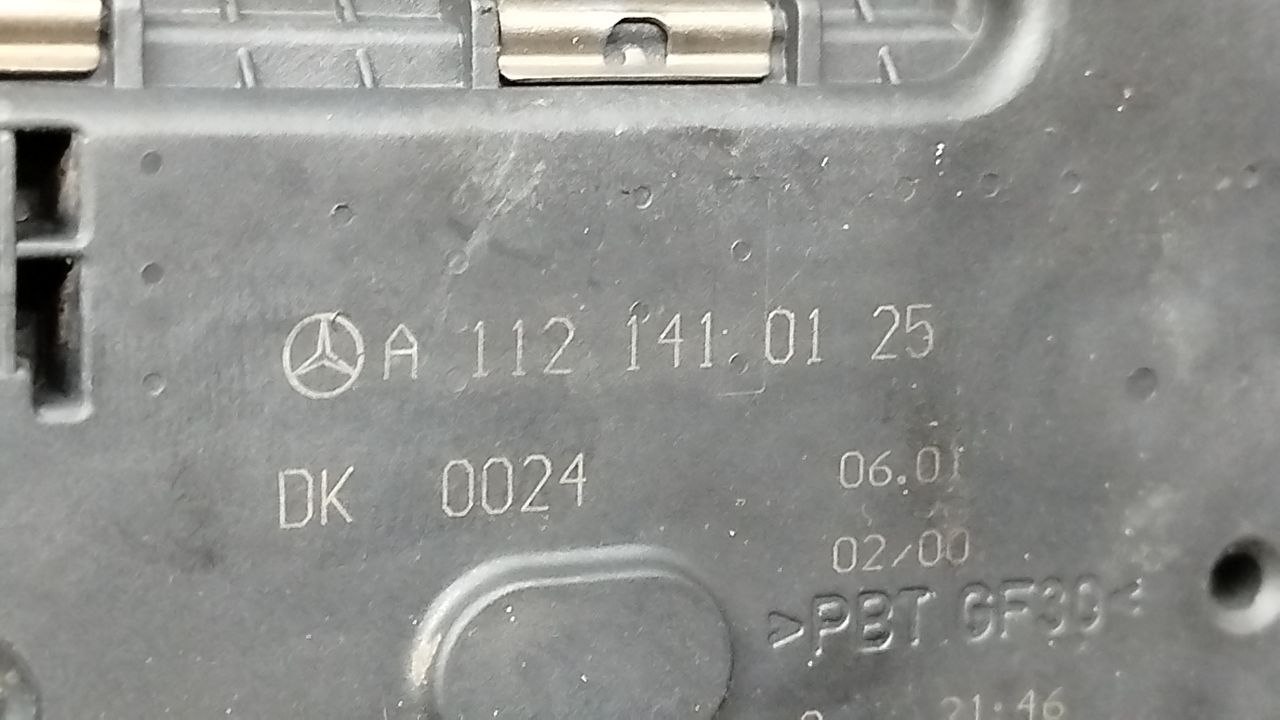 A 112 141 01 25
DK 0024
06.01
02/00
>PBT GF30<
21:46